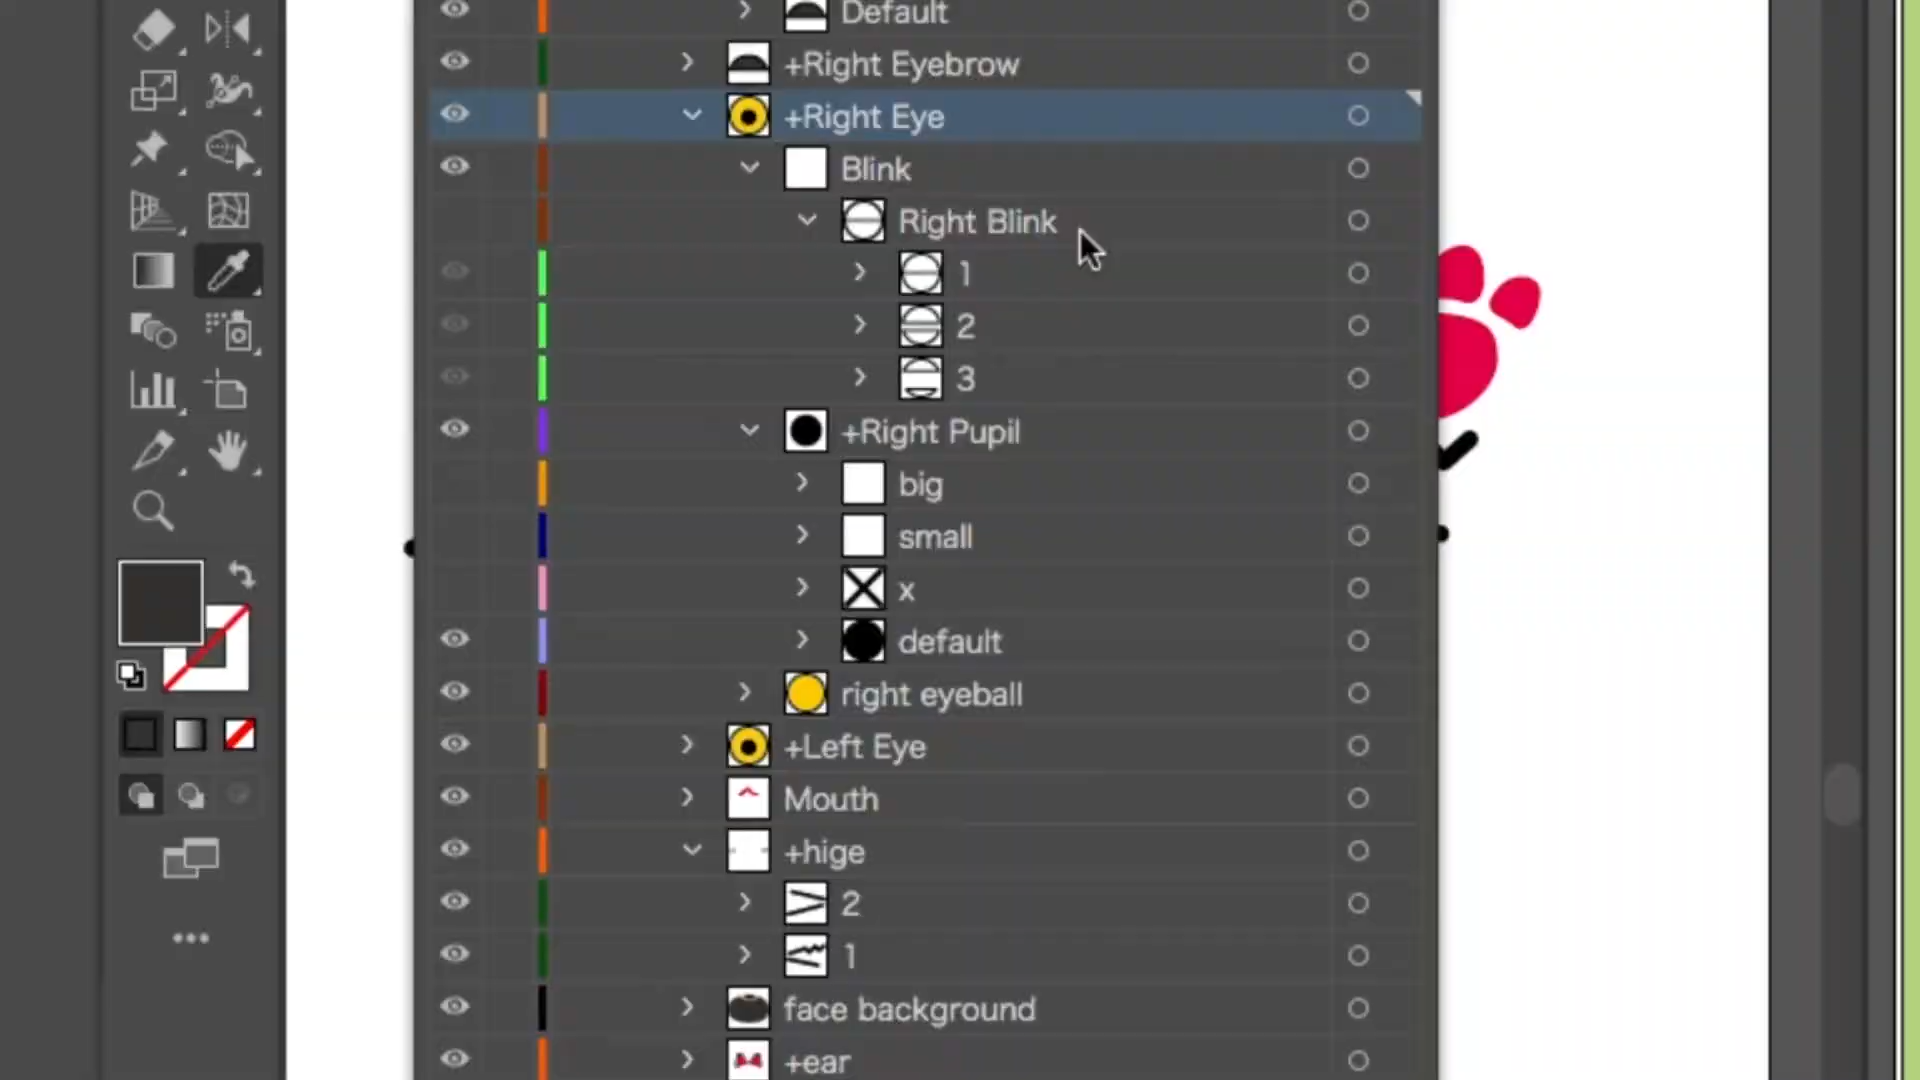 Default
+Right Eyebrow
+Right Eye
Blink
Right Blink
1
2
3
+Right Pupil
big
small
x
default
right eyeball
+Left Eye
Mouth
+hige
2
1
face background
+ear